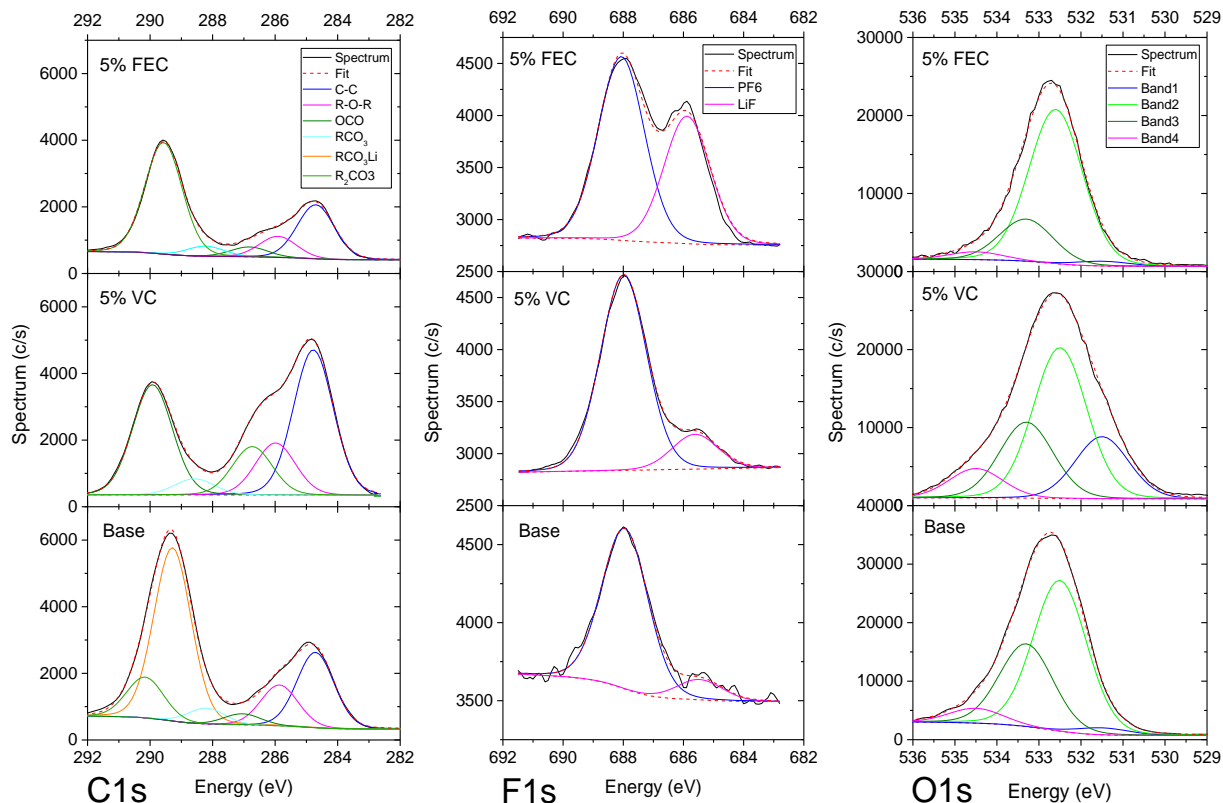 292 290 288 286 284 282
5% FEC
Spectrum
Fit
C-C
R-O-R
OCO
RCO3
RCO3Li
R2CO3
6000
4000
2000
0
5% VC
6000
4000
2000
0
Base
6000
4000
2000
0
Spectrum (c/s)
292 290 288 286 284 282
Energy (eV)
C1s
692 690 688 686 684 682
5% FEC
Spectrum
Fit
PF6
LiF
4500
4000
3500
3000
2500
5% VC
4500
4000
3500
3000
2500
Base
4500
4000
3500
Spectrum (c/s)
692 690 688 686 684 682
Energy (eV)
F1s
536 535 534 533 532 531 530 529
5% FEC
Spectrum
Fit
Band1
Band2
Band3
Band4
30000
20000
10000
0
30000
5% VC
20000
10000
0
40000
Base
30000
20000
10000
0
Spectrum (c/s)
536 535 534 533 532 531 530 529
Energy (eV)
O1s